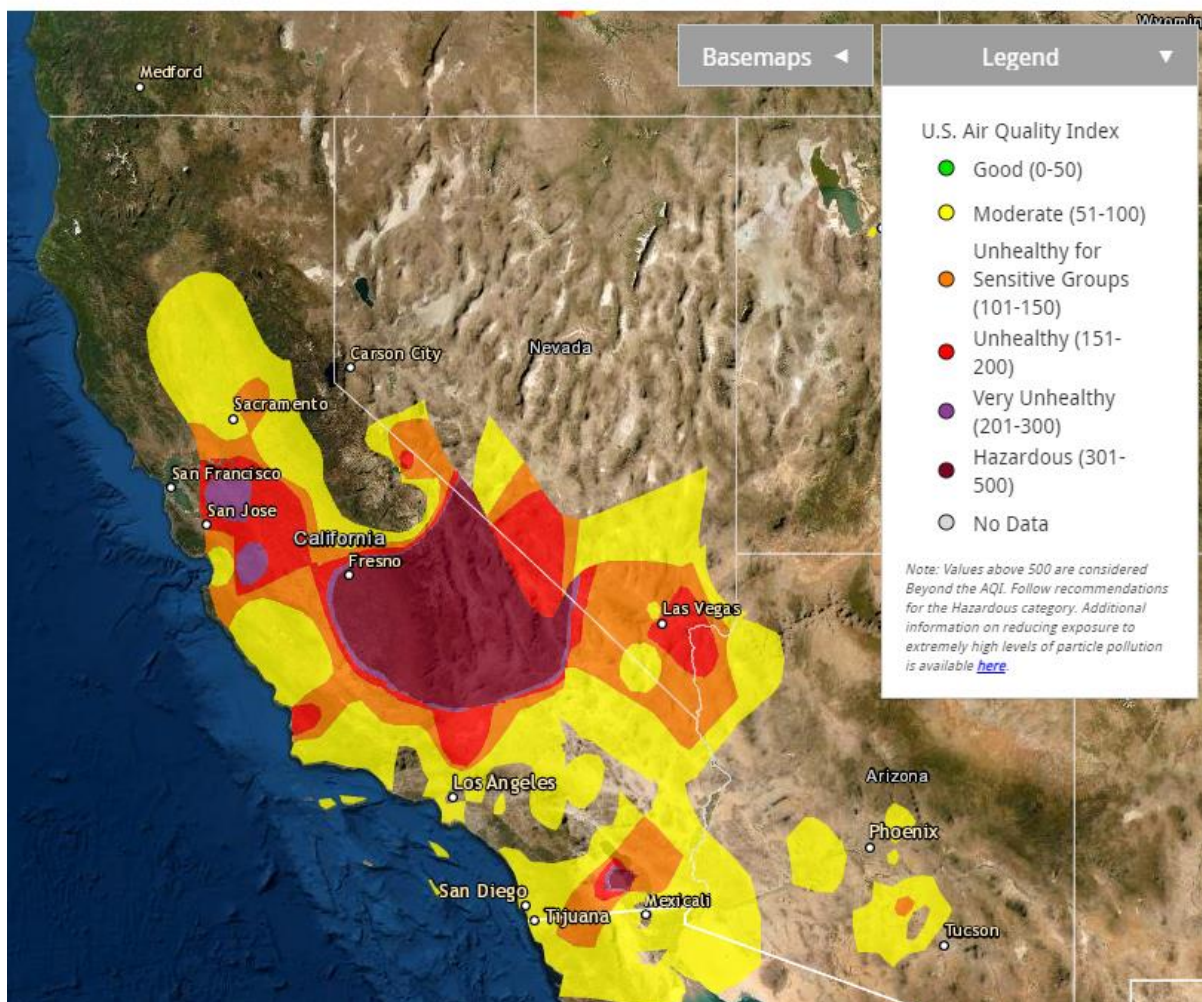 Wyomin
Basemaps
Legend
Medford
U.S. Air Quality Index
Good (0-50)
Moderate (51-100)
Unhealthy for
Sensitive Groups
(101-150)
Unhealthy (151-
200)
Very Unhealthy
(201-300)
Hazardous (301-
500)
No Data
Note: Values above 500 are considered
Beyond the AQI. Follow recommendations
for the Hazardous category. Additional
information on reducing exposure to
extremely high levels of particle pollution
is available here.
Carson City
Nevada
Sacramento
San Francisco
San Jose
California
Fresno
Las Vegas
Los Angeles
Arizona
Phoenix
San Diego
Mexicali
Tijuana
Tucson